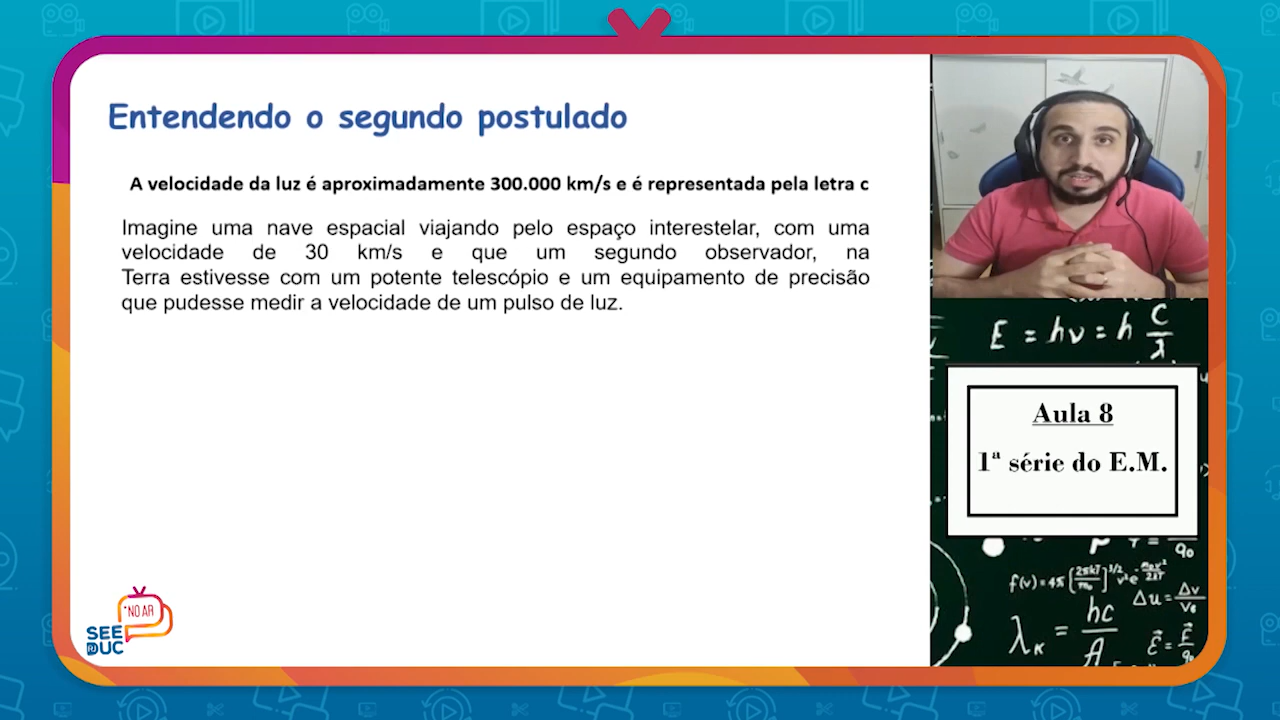 Entendendo o segundo postulado
A velocidade da luz é aproximadamente 300.000 km/s e é representada pela letra c
Imagine uma nave espacial viajando pelo espaço interestelar, com uma
velocidade de 30 km/s e que um segundo observador, na
Terra estivesse com um potente telescópio e um equipamento de precisão
que pudesse medir a velocidade de um pulso de luz.
E = hν = h C/λ
Aula 8
1ª série do E.M.
λK = hc/A
Δu = Δv/
NO AR
SEE
DUC